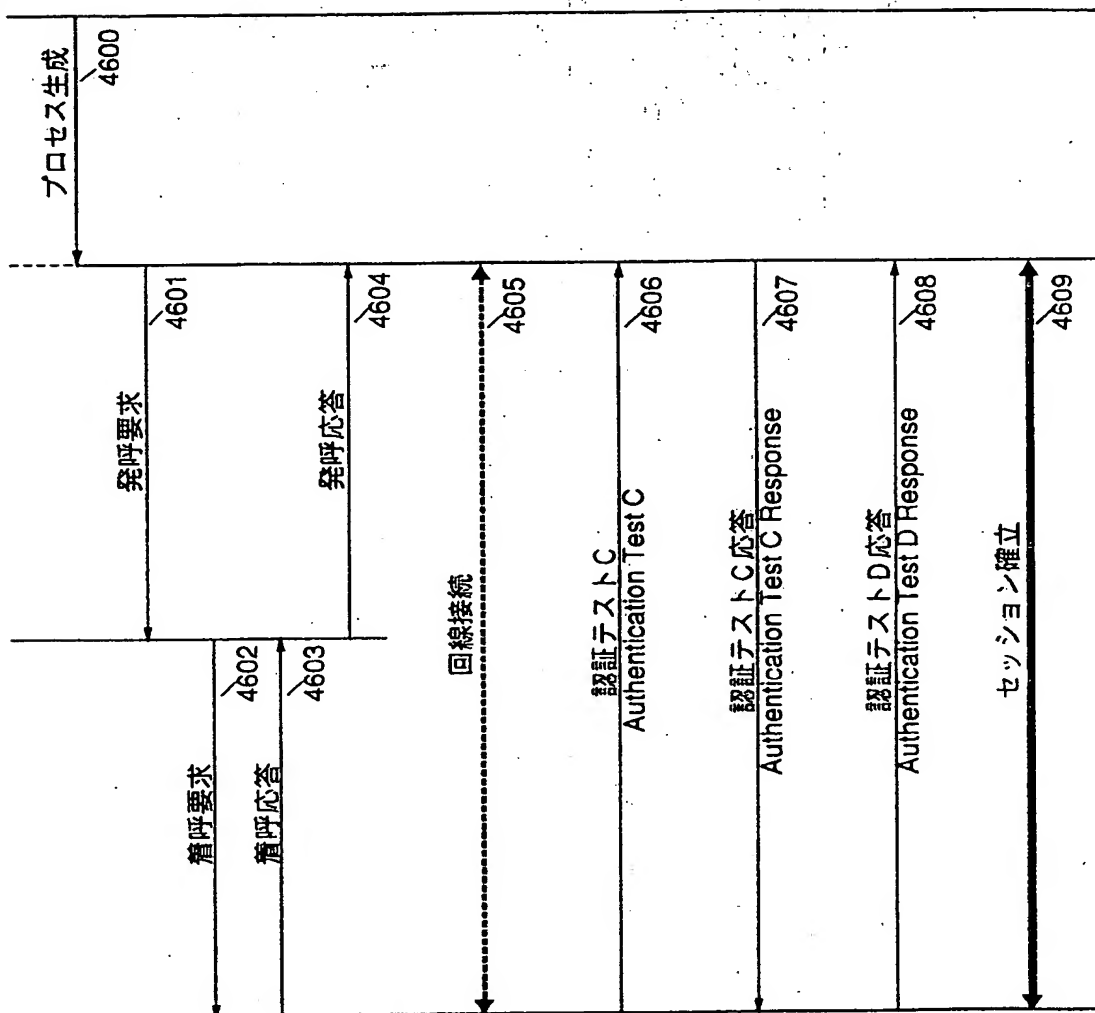 プロセス生成
4600
発呼要求
4601
着呼要求
4602
着呼応答
4603
発呼応答
4604
回線接続
4605
認証テストC
Authentication Test C
4606
認証テストC応答
Authentication Test C Response
4607
認証テストD応答
Authentication Test D Response
4608
セッション確立
4609